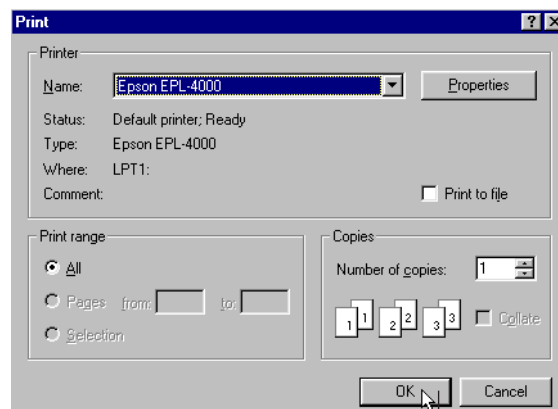 Print
Printer
Name: Epson EPL-4000 Properties
Status: Default printer; Ready
Type: Epson EPL-4000
Where: LPT1:
Comment: Print to file
Print range
All
Pages from: to:
Selection
Copies
Number of copies: 1
1 1 2 2 3 3 Collate
OK Cancel